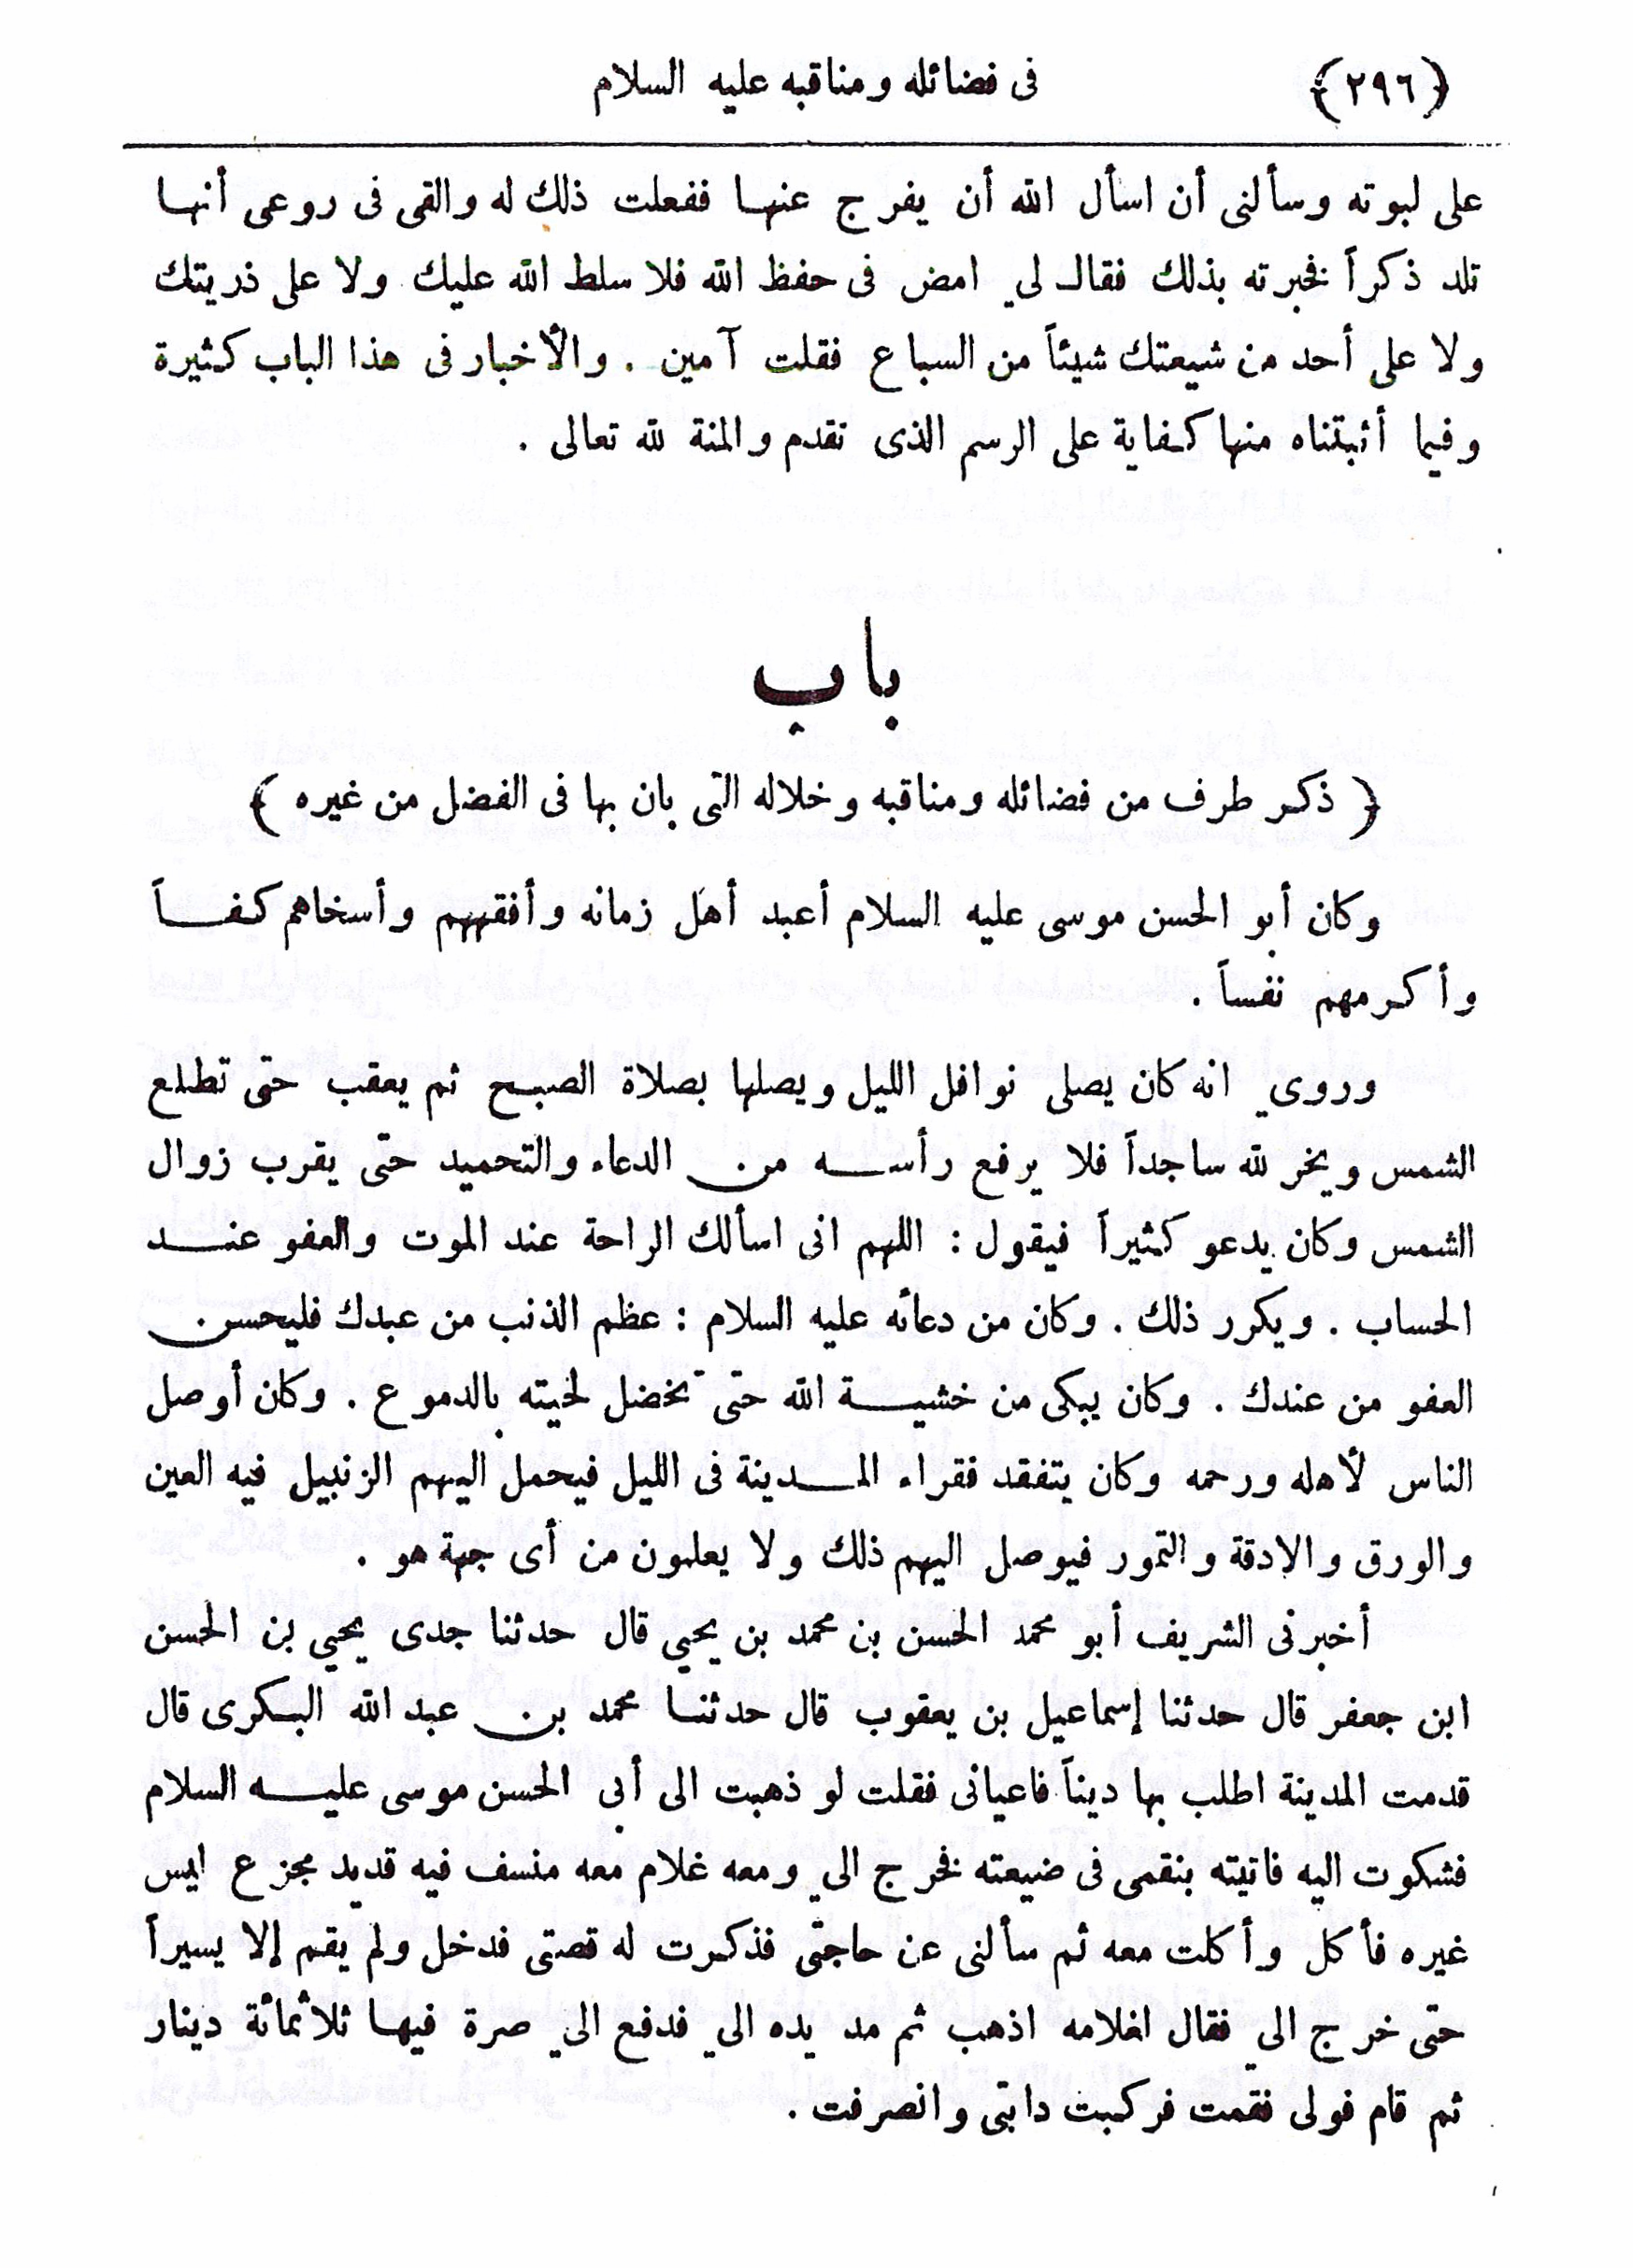 ﴿٢٩٦﴾ فى فضائله ومناقبه عليه السلام
على لبوته وسألنى أن اسأل الله أن يفرج عنها ففعلت ذلك له والقى فى روعى أنها
تلد ذكراً فخبرته بذلك فقال لي امض فى حفظ الله فلا سلط الله عليك ولا على ذريتك
ولا على أحد من شيعتك شيئاً من السباع فقلت آمين . والأخبار فى هذا الباب كثيرة
وفيما أثبتناه منها كفاية على الرسم الذى تقدم والمنة لله تعالى .
باب
﴿ ذكر طرف من فضائله ومناقبه وخلاله التى بان بها فى الفضل من غيره ﴾
وكان أبو الحسن موسى عليه السلام أعبد أهل زمانه وأفقههم وأسخاهم كفاً
وأكرمهم نفساً .
وروي انه كان يصلى نوافل الليل ويصلها بصلاة الصبح ثم يعقب حتى تطلع
الشمس ويخر لله ساجداً فلا يرفع رأسه من الدعاء والتحميد حتى يقرب زوال
الشمس وكان يدعو كثيراً فيقول : اللهم انى اسألك الراحة عند الموت والعفو عند
الحساب . ويكرر ذلك . وكان من دعائه عليه السلام : عظم الذنب من عبدك فليحسن
العفو من عندك . وكان يبكى من خشية الله حتى تخضل لحيته بالدموع . وكان أوصل
الناس لأهله ورحمه وكان يتفقد فقراء المدينة فى الليل فيحمل اليهم الزنبيل فيه العين
والورق والادقة والتمور فيوصل اليهم ذلك ولا يعلمون من أى جهة هو .
أخبرنى الشريف أبو محمد الحسن بن محمد بن يحيي قال حدثنا جدى يحيي بن الحسن
ابن جعفر قال حدثنا إسماعيل بن يعقوب قال حدثنا محمد بن عبد الله البكرى قال
قدمت المدينة اطلب بها ديناً فاعيانى فقلت لو ذهبت الى أبي الحسن موسى عليه السلام
فشكوت اليه فاتيته بنقمى فى ضيعته فخرج الي ومعه غلام معه منسف فيه قديد مجزع ليس
غيره فأكل وأكلت معه ثم سألنى عن حاجتى فذكرت له قصتى فدخل ولم يقم إلا يسيراً
حتى خرج الي فقال لغلامه اذهب ثم مد يده الي فدفع الي صرة فيها ثلاثمائة دينار
ثم قام فولى فقمت فركبت دابتى وانصرفت .